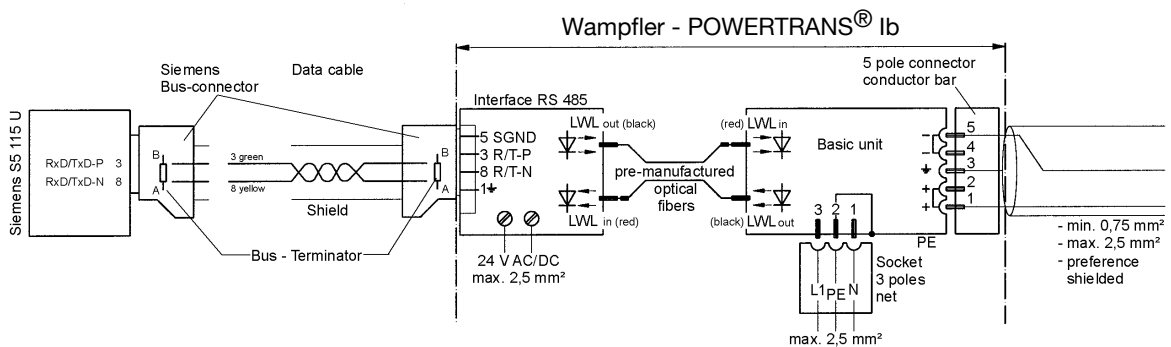 Wampfler - POWERTRANS® Ib
Siemens
Bus-connector
Data cable
5 pole connector
conductor bar
Siemens S5 115 U
RxD/TxD-P 3
RxD/TxD-N 8
B
A
3 green
8 yellow
Shield
B
A
Bus - Terminator
Interface RS 485
5 SGND
3 R/T-P
8 R/T-N
1
LWL out (black)
LWL in (red)
24 V AC/DC
max. 2,5 mm²
pre-manufactured
optical
fibers
(red) LWL in
(black) LWL out
Basic unit
3 2 1
PE
- 5
- 4
3
+ 2
+ 1
Socket
3 poles
net
L1 PE N
max. 2,5 mm²
- min. 0,75 mm²
- max. 2,5 mm²
- preference
shielded